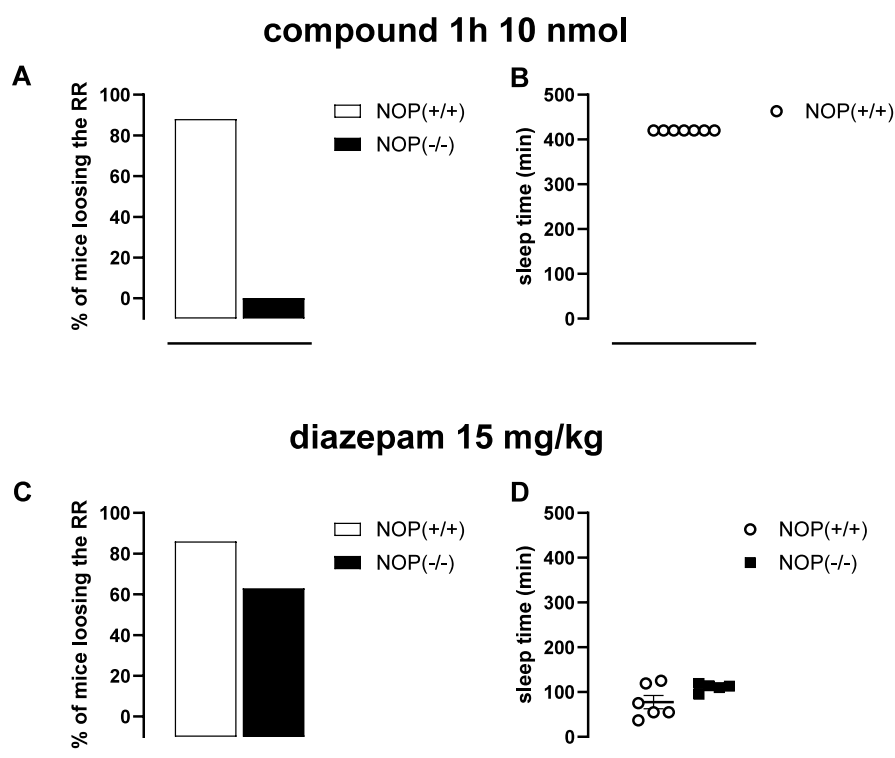 compound 1h 10 nmol
A
% of mice loosing the RR
100
80
60
40
20
0
NOP(+/+)
NOP(-/-)
B
sleep time (min)
500
400
300
200
100
0
NOP(+/+)
diazepam 15 mg/kg
C
% of mice loosing the RR
100
80
60
40
20
0
NOP(+/+)
NOP(-/-)
D
sleep time (min)
500
400
300
200
100
0
NOP(+/+)
NOP(-/-)